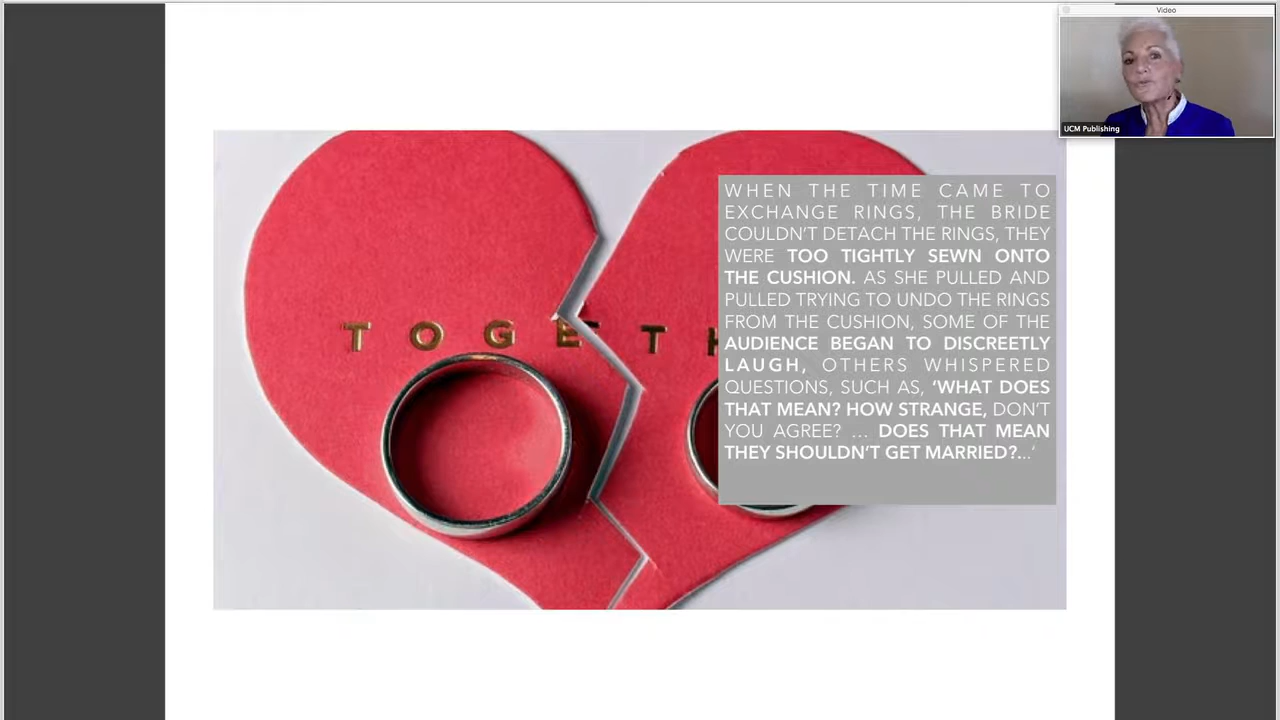 Video
UCM Publishing
TOGETH
WHEN THE TIME CAME TO
EXCHANGE RINGS, THE BRIDE
COULDN'T DETACH THE RINGS, THEY
WERE TOO TIGHTLY SEWN ONTO
THE CUSHION. AS SHE PULLED AND
PULLED TRYING TO UNDO THE RINGS
FROM THE CUSHION, SOME OF THE
AUDIENCE BEGAN TO DISCREETLY
LAUGH, OTHERS WHISPERED
QUESTIONS, SUCH AS, ‘WHAT DOES
THAT MEAN? HOW STRANGE, DON'T
YOU AGREE? ... DOES THAT MEAN
THEY SHOULDN'T GET MARRIED?...’